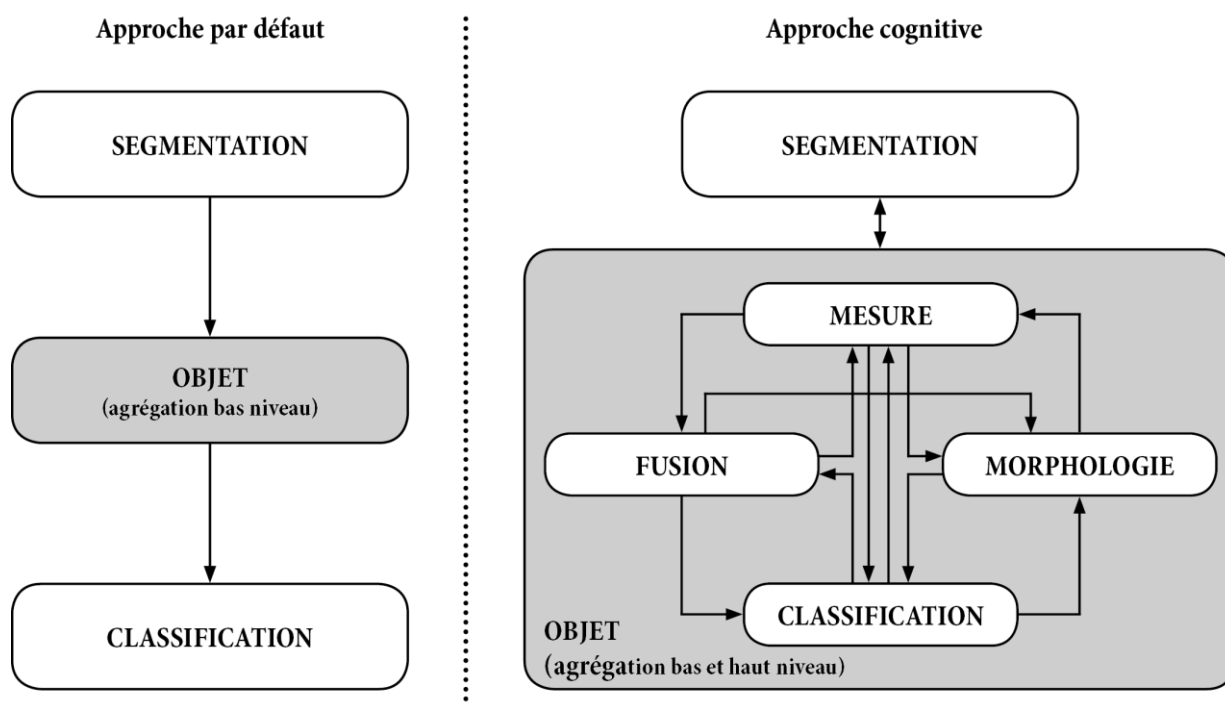 Approche par défaut
SEGMENTATION
OBJET
(agrégation bas niveau)
CLASSIFICATION
Approche cognitive
SEGMENTATION
MESURE
FUSION
MORPHOLOGIE
CLASSIFICATION
OBJET
(agrégation bas et haut niveau)